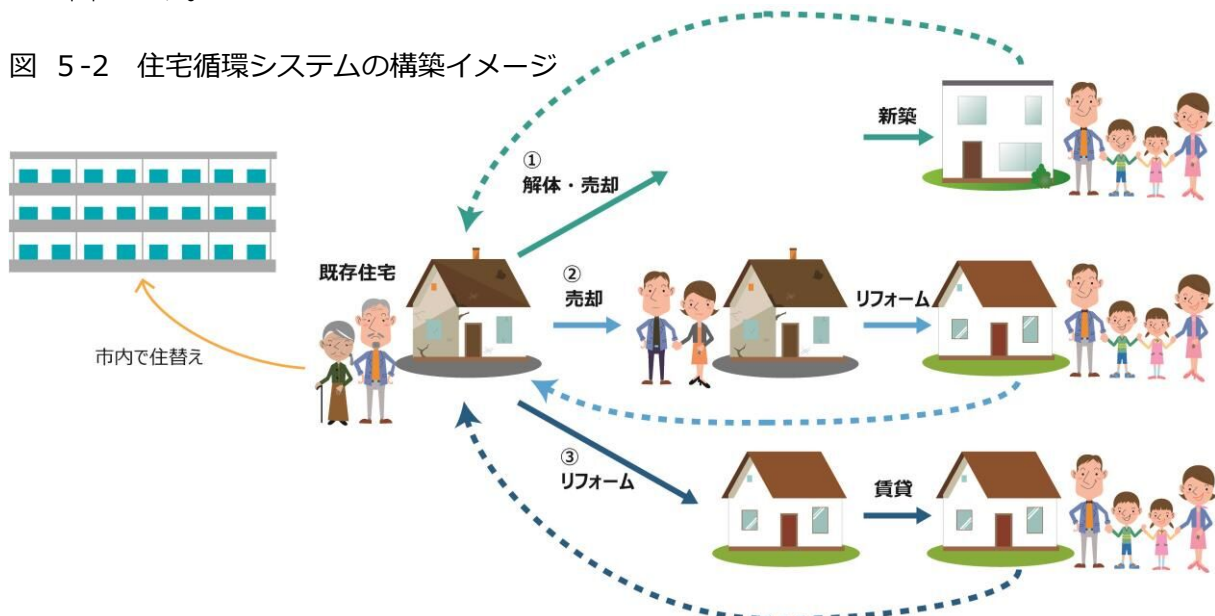 図 5-2 住宅循環システムの構築イメージ
新築
①
解体・売却
既存住宅
②
売却
リフォーム
市内で住替え
③
リフォーム
賃貸